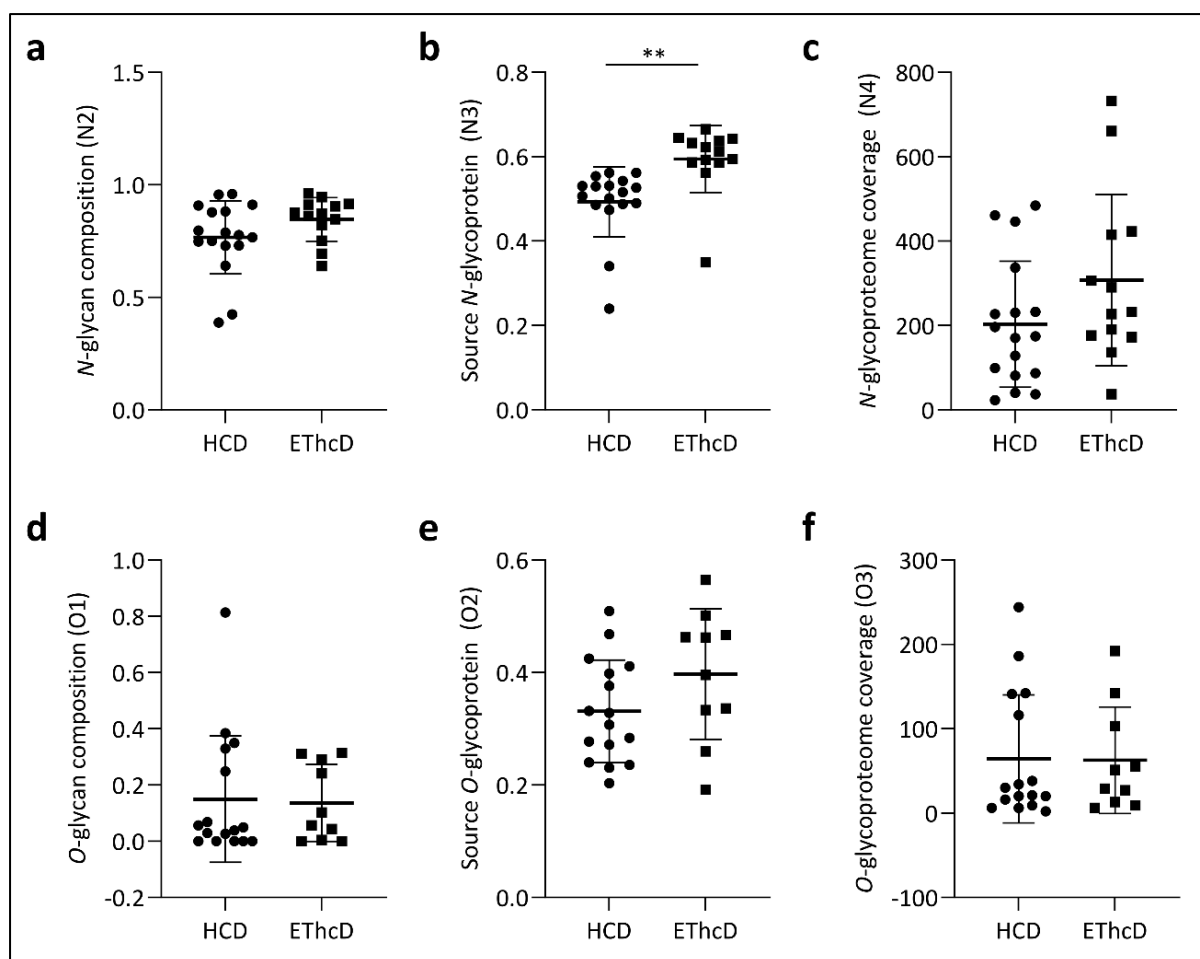 a
N-glycan composition (N2)
1.5
1.0
0.5
0.0
HCD
EThcD
b
Source N-glycoprotein (N3)
**
0.8
0.6
0.4
0.2
0.0
HCD
EThcD
c
N-glycoproteome coverage (N4)
800
600
400
200
0
HCD
EThcD
d
O-glycan composition (O1)
1.0
0.8
0.6
0.4
0.2
0.0
-0.2
HCD
EThcD
e
Source O-glycoprotein (O2)
0.6
0.4
0.2
0.0
HCD
EThcD
f
O-glycoproteome coverage (O3)
300
200
100
0
-100
HCD
EThcD